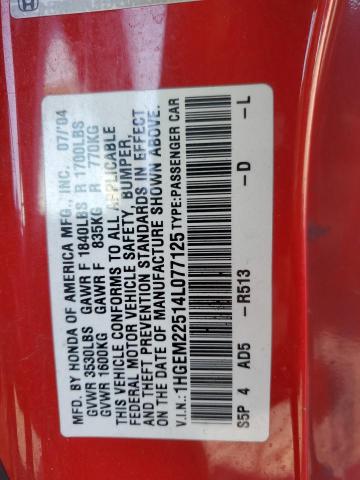 MFD. BY HONDA OF AMERICA MFG., INC. 07/'04
GVWR 3530LBS GAWR F 1840LBS R 1700LBS
GVWR 1600KG GAWR F 835KG R 770KG
THIS VEHICLE CONFORMS TO ALL APPLICABLE
FEDERAL MOTOR VEHICLE SAFETY, BUMPER,
AND THEFT PREVENTION STANDARDS IN EFFECT
ON THE DATE OF MANUFACTURE SHOWN ABOVE.
V.I.N.: 1HGEM22514L077125 TYPE:PASSENGER CAR
S5P 4 AD5 -R513 -D -L